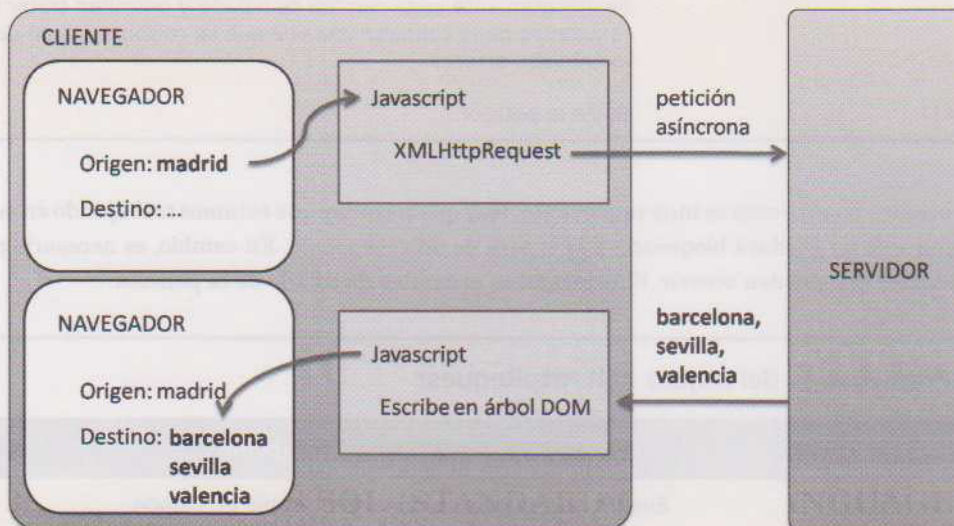 CLIENTE
NAVEGADOR
Origen: madrid
Destino: ...
Javascript
XMLHttpRequest
petición
asíncrona
SERVIDOR
NAVEGADOR
Origen: madrid
Destino: barcelona
sevilla
valencia
Javascript
Escribe en árbol DOM
barcelona,
sevilla,
valencia